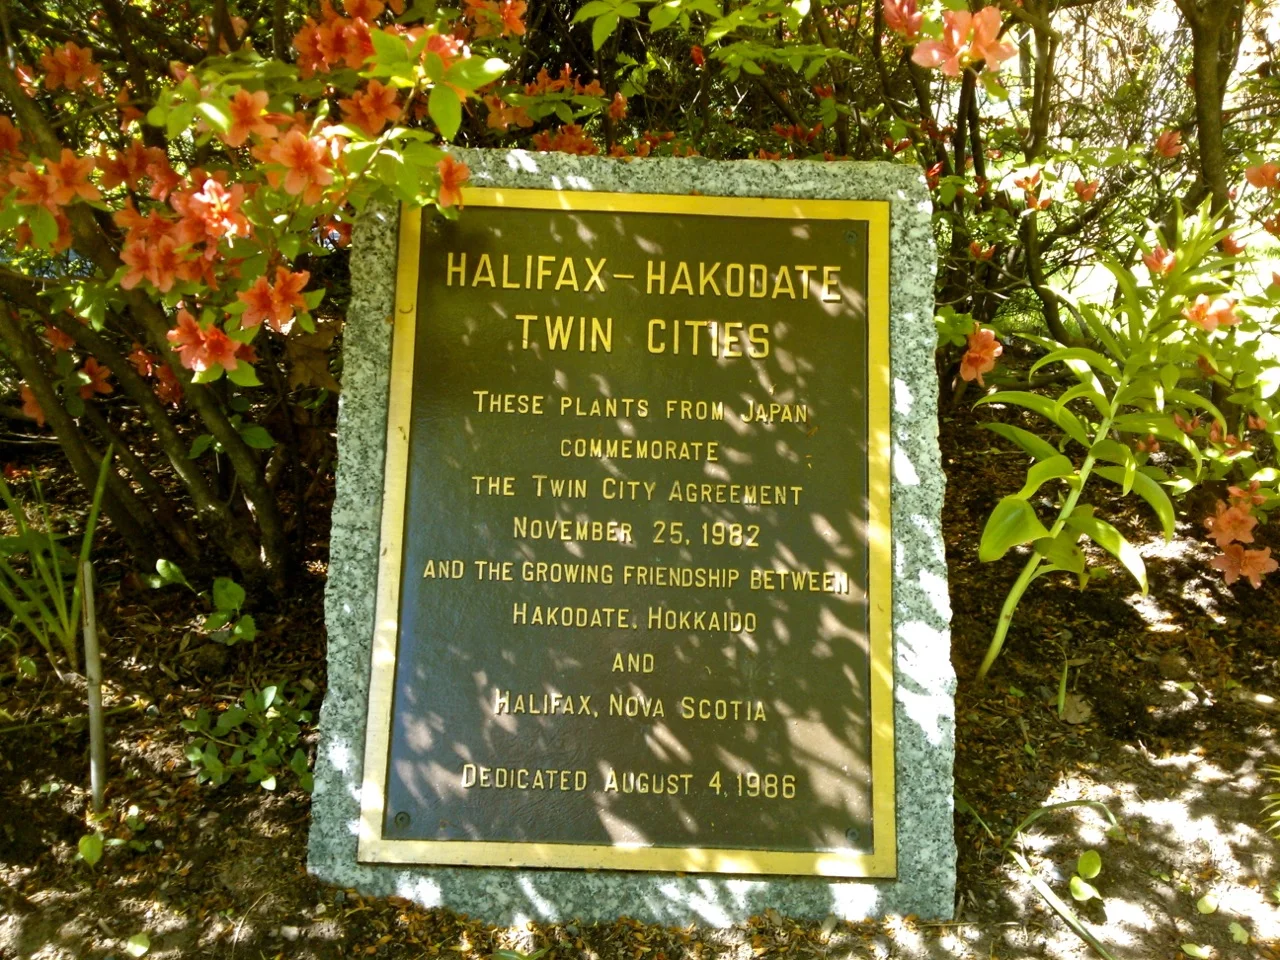 HALIFAX – HAKODATE
TWIN CITIES
THESE PLANTS FROM JAPAN
COMMEMORATE
THE TWIN CITY AGREEMENT
NOVEMBER 25, 1982
AND THE GROWING FRIENDSHIP BETWEEN
HAKODATE, HOKKAIDO
AND
HALIFAX, NOVA SCOTIA
DEDICATED AUGUST 4, 1986